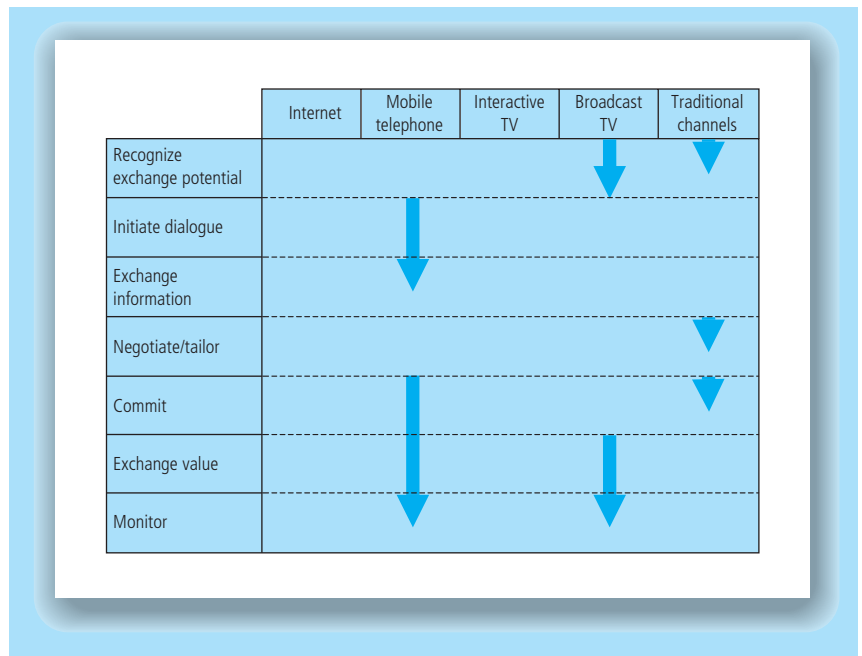 Internet
Mobile
telephone
Interactive
TV
Broadcast
TV
Traditional
channels
Recognize
exchange potential
Initiate dialogue
Exchange
information
Negotiate/tailor
Commit
Exchange value
Monitor